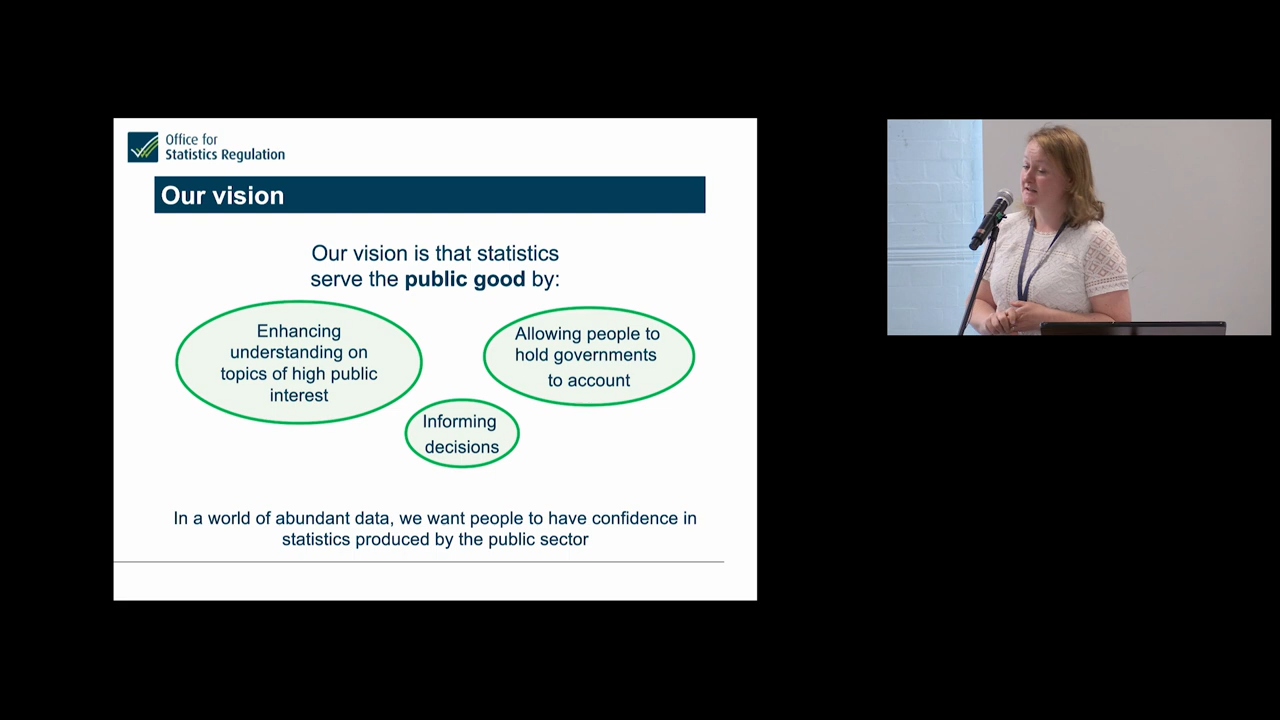 Office for
Statistics Regulation
Our vision
Our vision is that statistics
serve the public good by:
Enhancing
understanding on
topics of high public
interest
Allowing people to
hold governments
to account
Informing
decisions
In a world of abundant data, we want people to have confidence in
statistics produced by the public sector